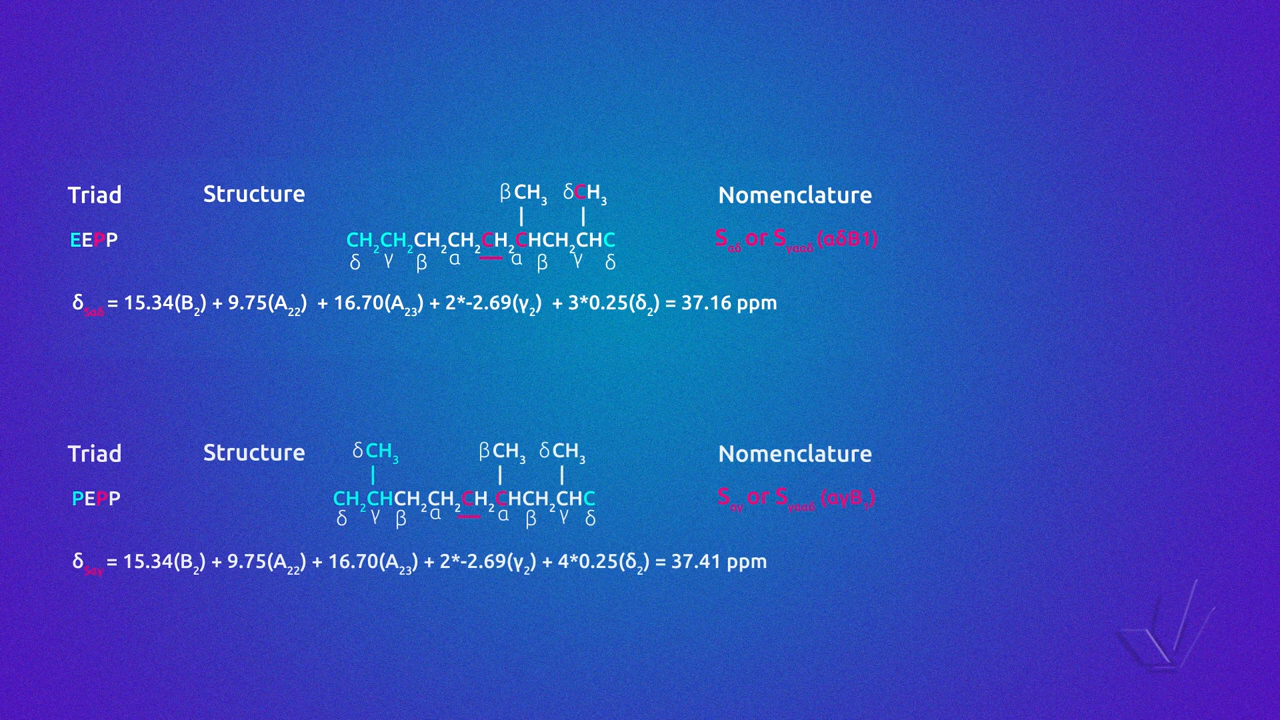 Triad Structure Nomenclature
βCH₃ δCH₃
EEPP CH₂CH₂CH₂CH₂CH₂CHCH₂CHC Sαδ or Sγααδ (αδB1)
δ γ β α α β γ δ
δSαδ = 15.34(B₂) + 9.75(A₂₂) + 16.70(A₂₃) + 2*-2.69(γ₂) + 3*0.25(δ₂) = 37.16 ppm
Triad Structure Nomenclature
δCH₃ βCH₃ δCH₃
PEPP CH₂CHCH₂CH₂CH₂CHCH₂CHC or (αγB₁)
δ γ β α α β γ δ
δSαγ = 15.34(B₂) + 9.75(A₂₂) + 16.70(A₂₃) + 2*-2.69(γ₂) + 4*0.25(δ₂) = 37.41 ppm